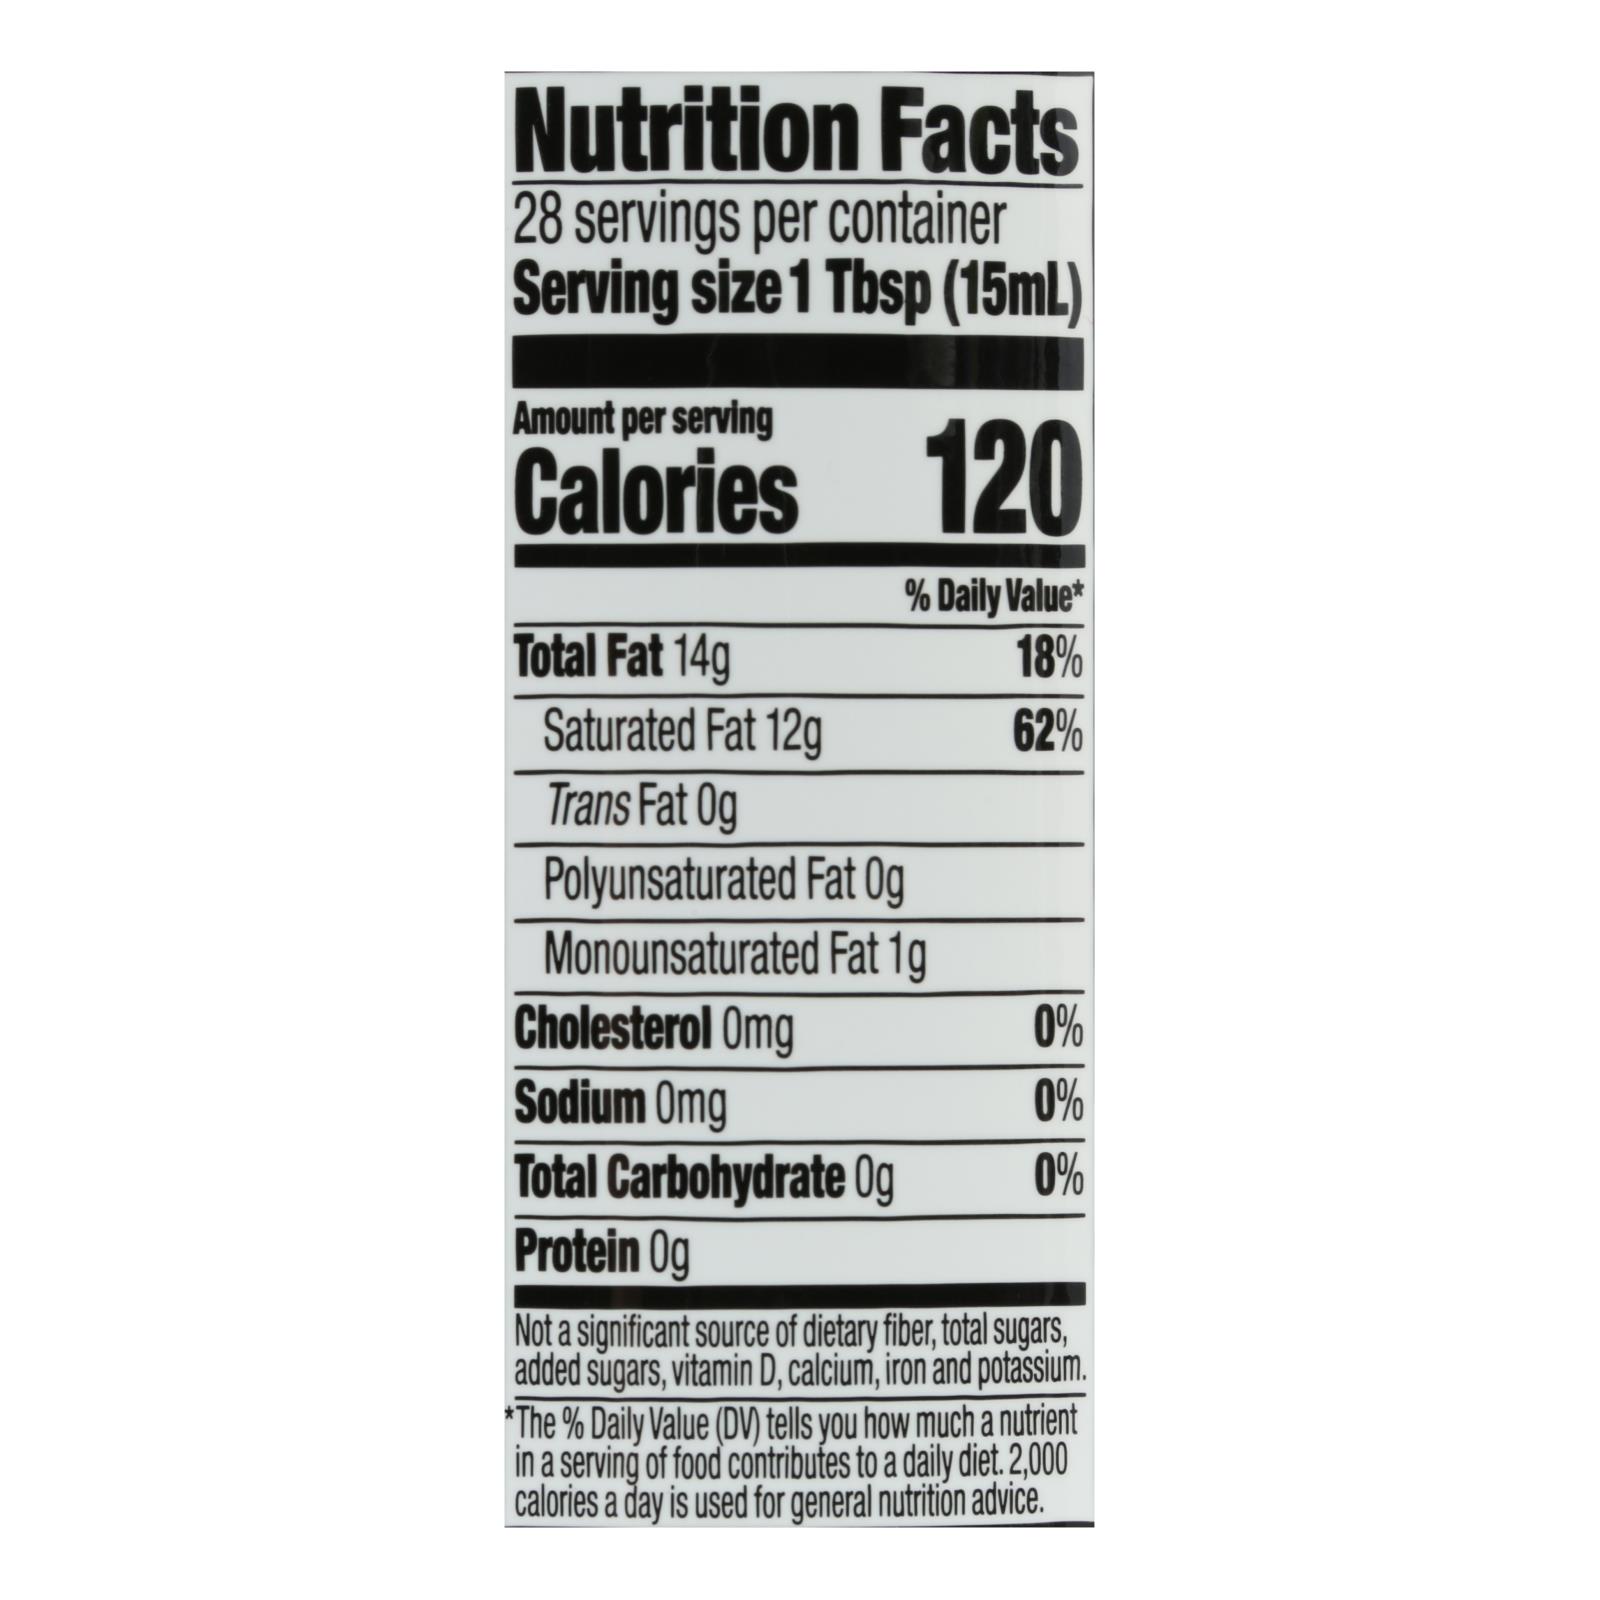 Nutrition Facts
28 servings per container
Serving size 1 Tbsp (15mL)
Amount per serving
Calories 120
% Daily Value*
Total Fat 14g 18%
Saturated Fat 12g 62%
Trans Fat 0g
Polyunsaturated Fat 0g
Monounsaturated Fat 1g
Cholesterol 0mg 0%
Sodium 0mg 0%
Total Carbohydrate 0g 0%
Protein 0g
Not a significant source of dietary fiber, total sugars,
added sugars, vitamin D, calcium, iron and potassium.
*The % Daily Value (DV) tells you how much a nutrient
in a serving of food contributes to a daily diet. 2,000
calories a day is used for general nutrition advice.